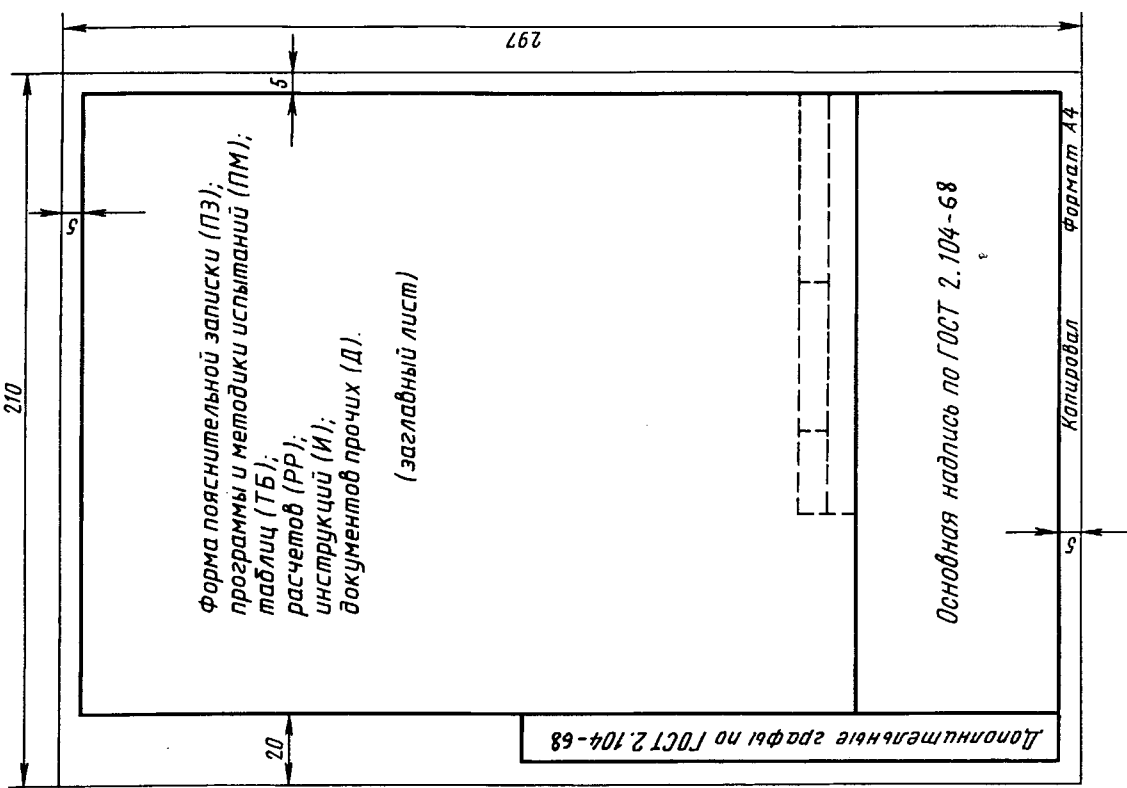 297
210
5
5
Форма пояснительной записки (ПЗ);
программы и методики испытаний (ПМ);
таблиц (ТБ);
расчетов (РР);
инструкций (И);
документов прочих (Д).
(заглавный лист)
20
Дополнительные графы по ГОСТ 2.104-68
Основная надпись по ГОСТ 2.104-68
5
Копировал Формат А4